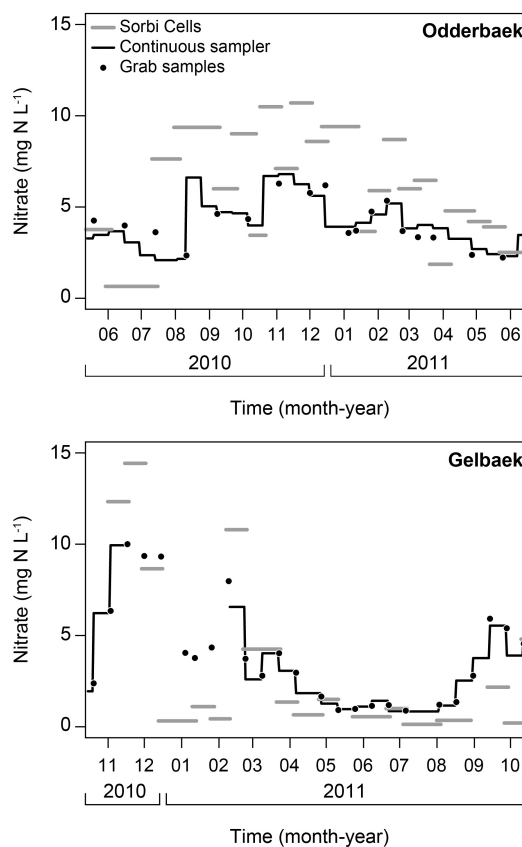 Odderbaek
Sorbi Cells
Continuous sampler
Grab samples
Nitrate (mg N L-1)
15
10
5
0
06 07 08 09 10 11 12 01 02 03 04 05 06
2010 2011
Time (month-year)
Gelbaek
Nitrate (mg N L-1)
15
10
5
0
11 12 01 02 03 04 05 06 07 08 09 10
2010 2011
Time (month-year)